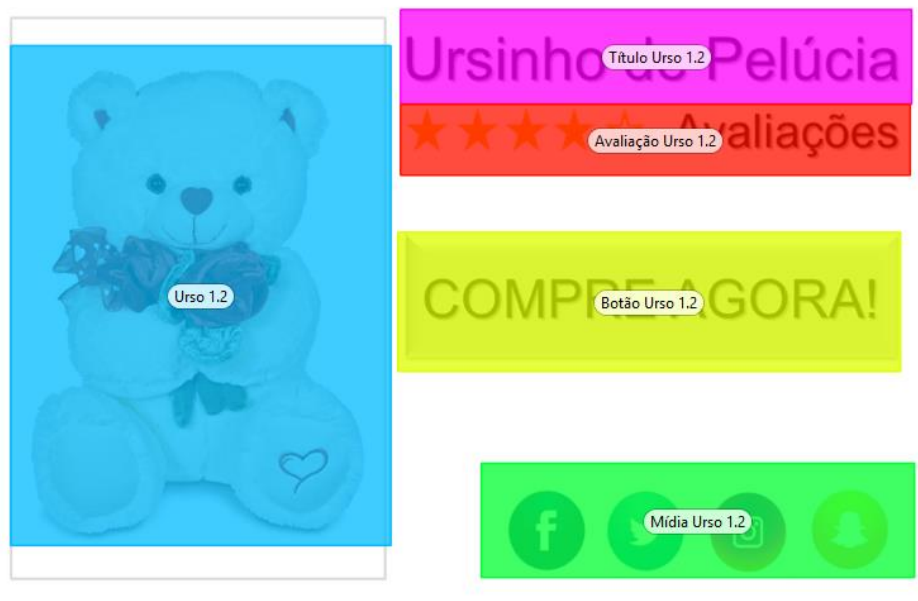 Ursinho de Pelúcia
Título Urso 1.2
★★★★☆ Avaliações
Avaliação Urso 1.2
Urso 1.2
COMPRE AGORA!
Botão Urso 1.2
Mídia Urso 1.2